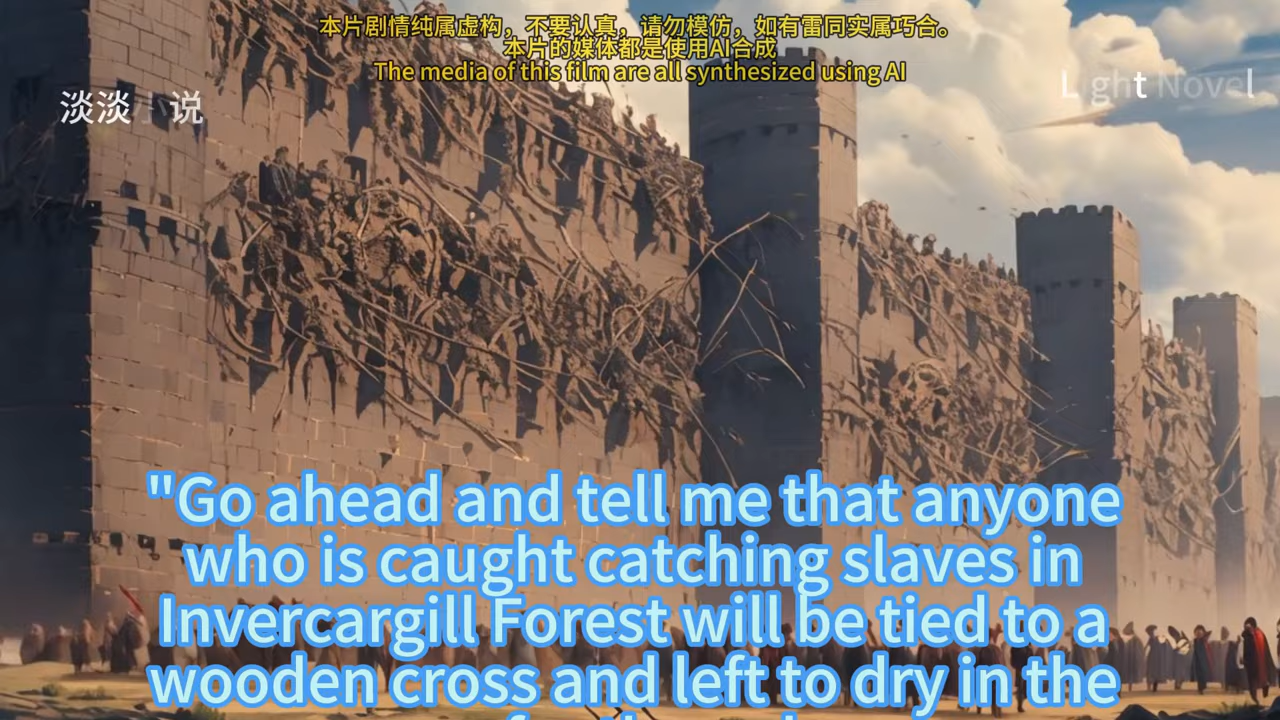 本片剧情纯属虚构，不要认真，请勿模仿，如有雷同实属巧合。
本片的媒体都是使用AI合成
The media of this film are all synthesized using AI
淡淡小说
Light Novel
"Go ahead and tell me that anyone
who is caught catching slaves in
Invercargill Forest will be tied to a
wooden cross and left to dry in the